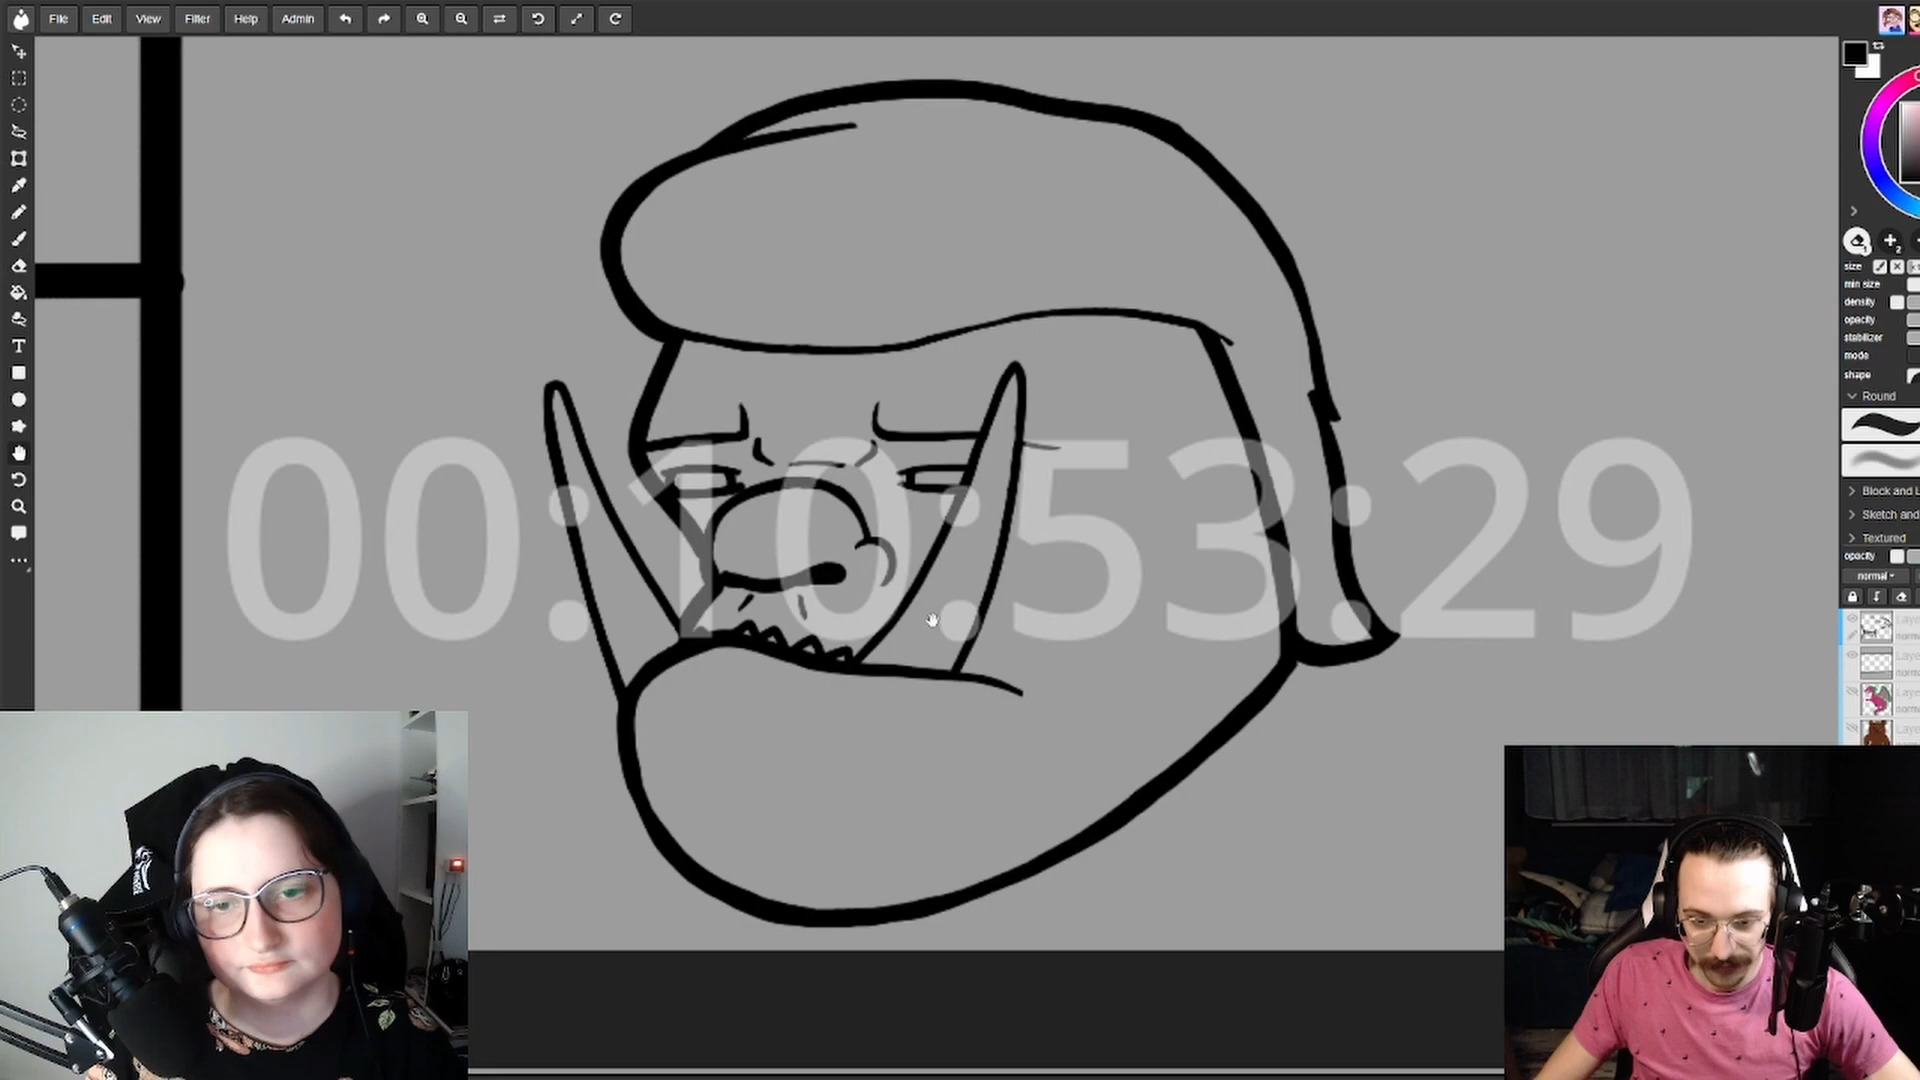 File Edit View Filter Help Admin
size
min size
density
opacity
stabilizer
mode
shape
Round
00:10:53:29
Block and L
Sketch and
Textured
opacity
normal
T